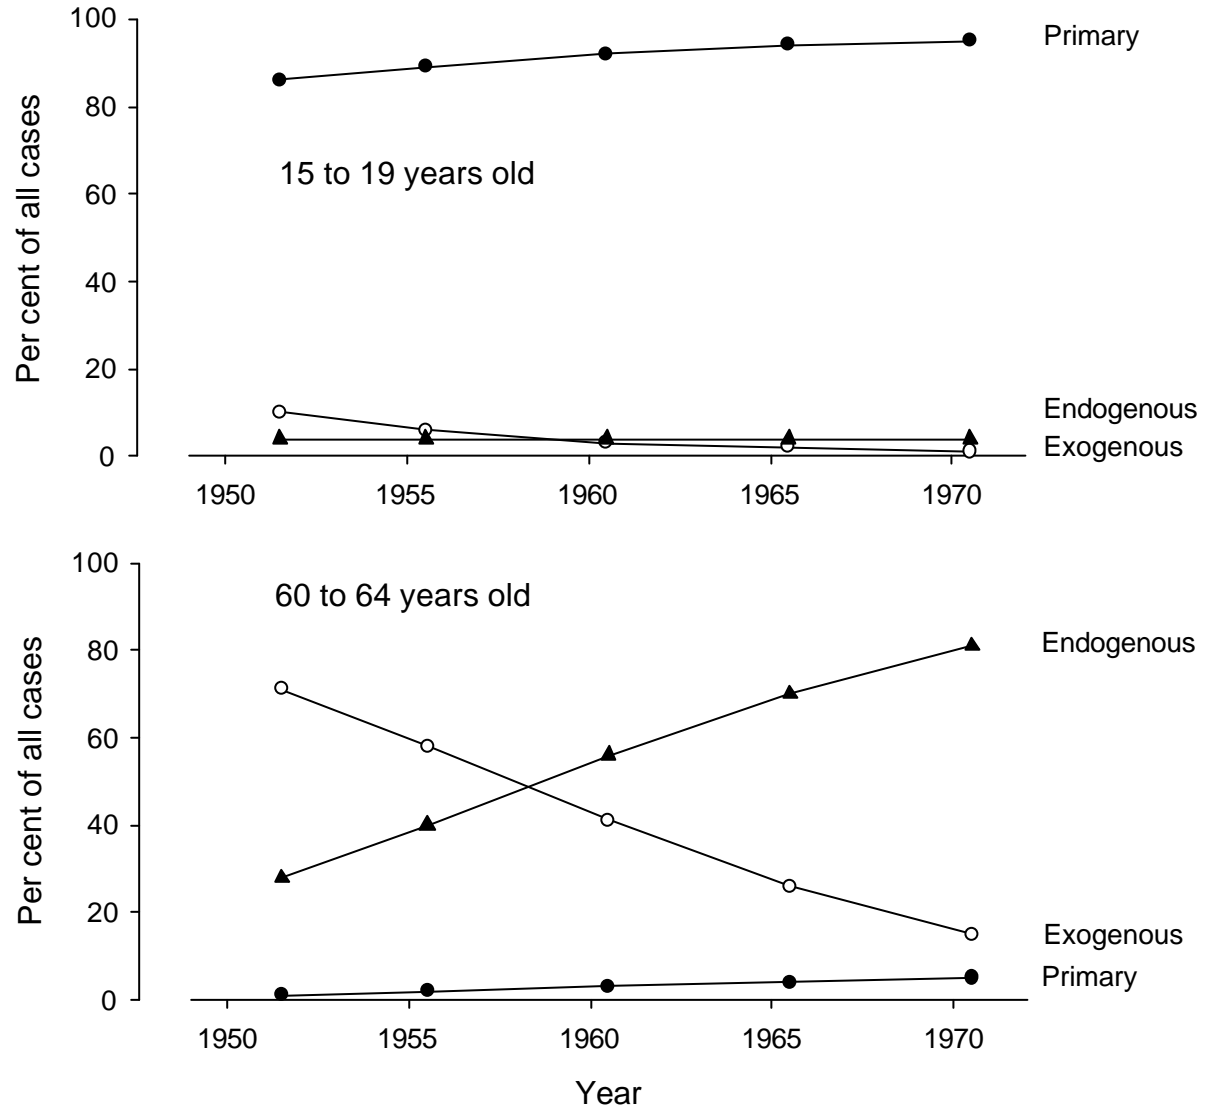 100
Primary
80
15 to 19 years old
60
Per cent of all cases
40
20
Endogenous
Exogenous
0
1950 1955 1960 1965 1970
100
60 to 64 years old
80
Endogenous
60
Per cent of all cases
40
20
Exogenous
Primary
0
1950 1955 1960 1965 1970
Year